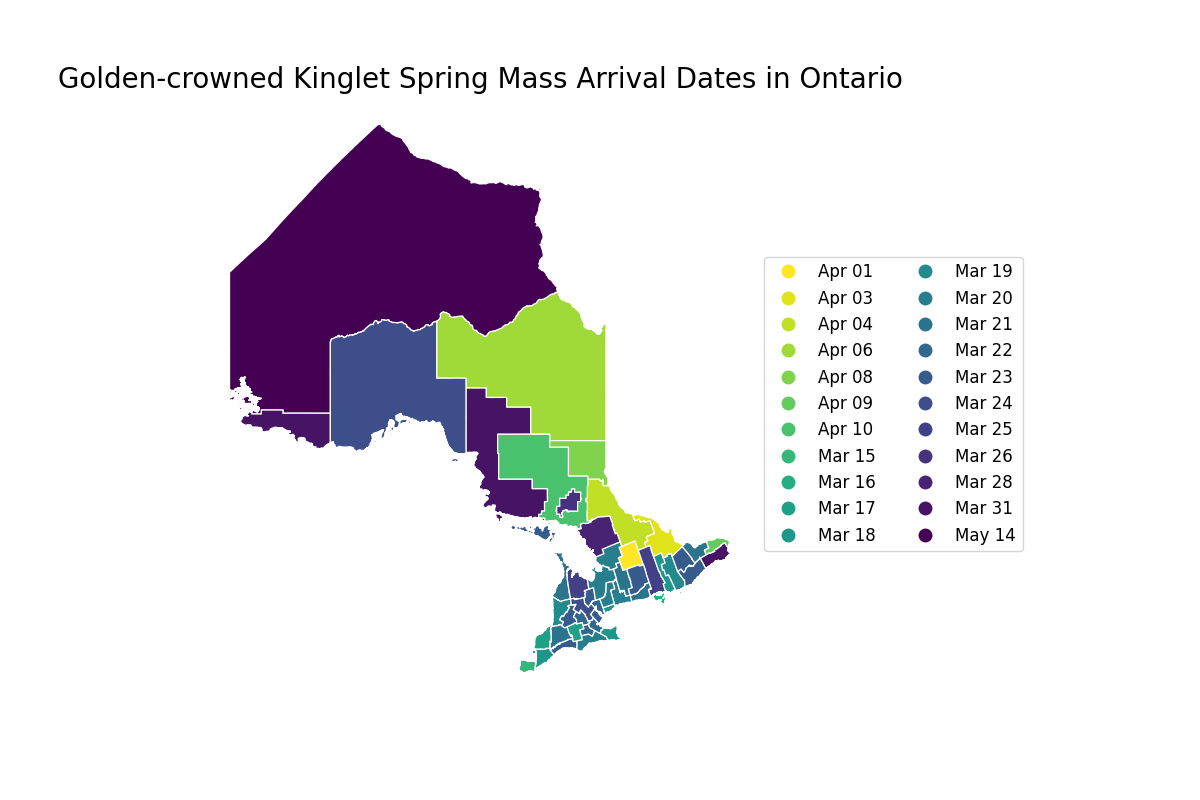 Golden-crowned Kinglet Spring Mass Arrival Dates in Ontario
Apr 01
Apr 03
Apr 04
Apr 06
Apr 08
Apr 09
Apr 10
Mar 15
Mar 16
Mar 17
Mar 18
Mar 19
Mar 20
Mar 21
Mar 22
Mar 23
Mar 24
Mar 25
Mar 26
Mar 28
Mar 31
May 14